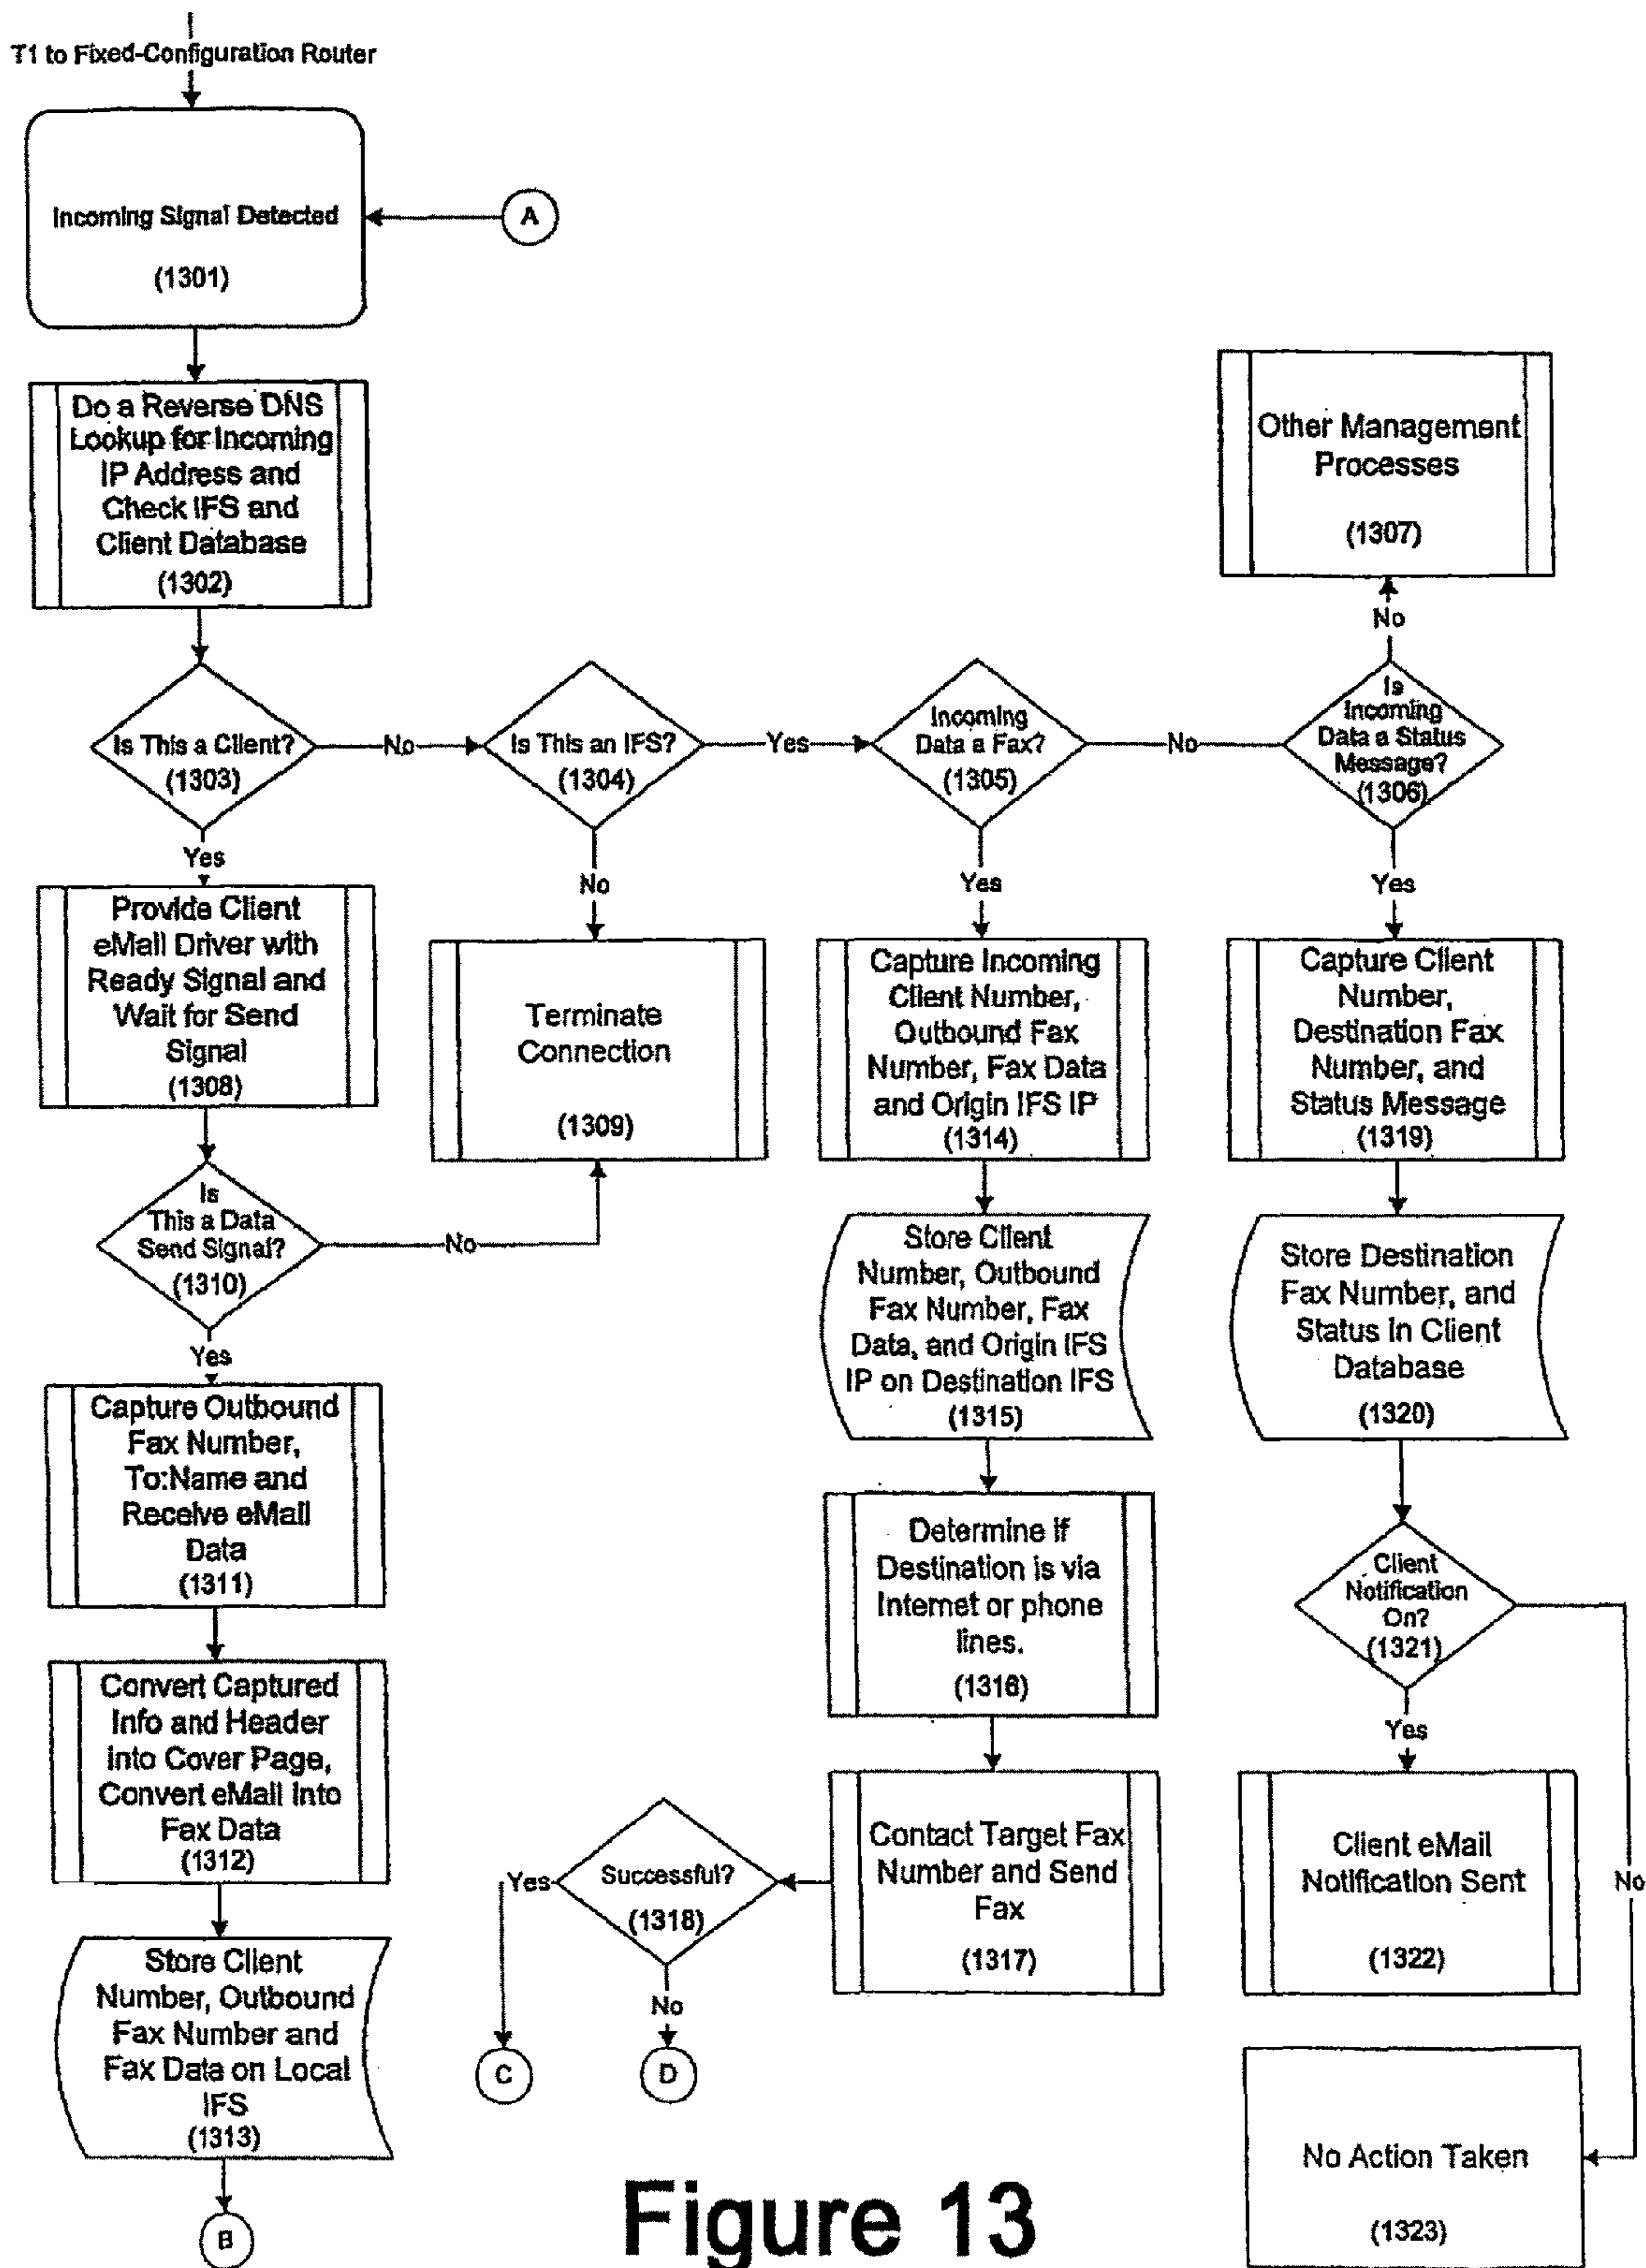 T1 to Fixed-Configuration Router
Incoming Signal Detected
(1301)
A
Do a Reverse DNS
Lookup for Incoming
IP Address and
Check IFS and
Client Database
(1302)
Other Management
Processes
(1307)
No
Is This a Client?
(1303)
No
Is This an IFS?
(1304)
Yes
Incoming
Data a Fax?
(1305)
No
Is
Incoming
Data a Status
Message?
(1306)
Yes
No
Yes
Yes
Provide Client
eMail Driver with
Ready Signal and
Wait for Send
Signal
(1308)
Terminate
Connection
(1309)
Capture Incoming
Client Number,
Outbound Fax
Number, Fax Data
and Origin IFS IP
(1314)
Capture Client
Number,
Destination Fax
Number, and
Status Message
(1319)
Is
This a Data
Send Signal?
(1310)
No
Yes
Store Client
Number, Outbound
Fax Number, Fax
Data, and Origin IFS
IP on Destination IFS
(1315)
Store Destination
Fax Number, and
Status in Client
Database
(1320)
Capture Outbound
Fax Number,
To:Name and
Receive eMail
Data
(1311)
Determine if
Destination is via
Internet or phone
lines.
(1316)
Client
Notification
On?
(1321)
Yes
No
Convert Captured
Info and Header
into Cover Page,
Convert eMail into
Fax Data
(1312)
Successful?
(1318)
Yes
No
Contact Target Fax
Number and Send
Fax
(1317)
Client eMail
Notification Sent
(1322)
Store Client
Number, Outbound
Fax Number and
Fax Data on Local
IFS
(1313)
C
D
No Action Taken
(1323)
B
Figure 13